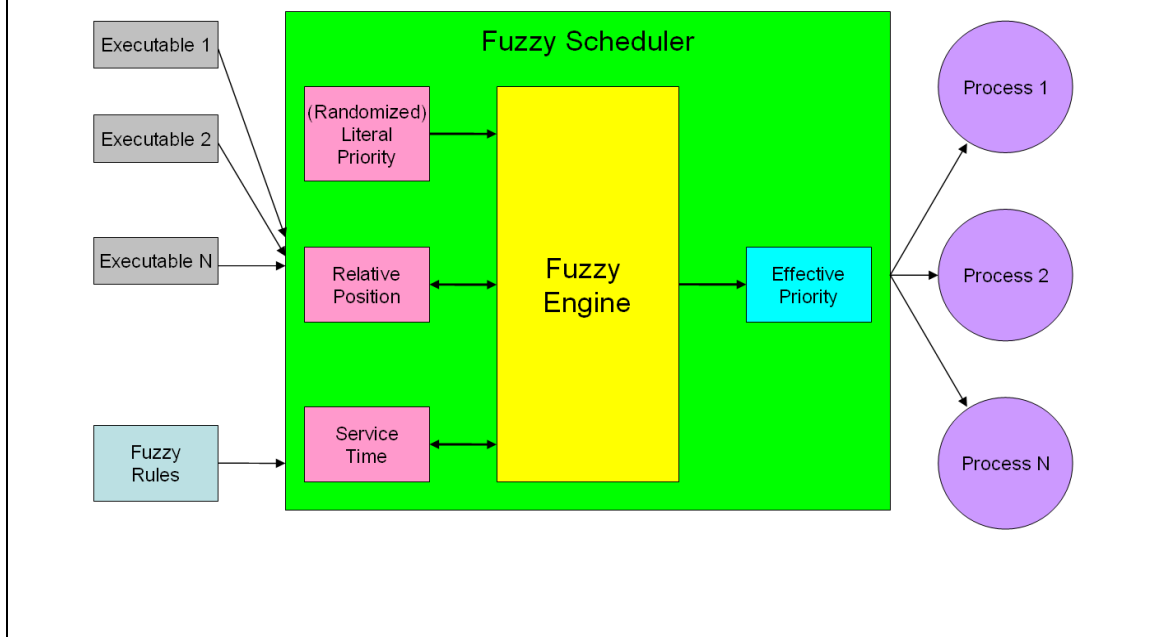 Fuzzy Scheduler
Executable 1
Executable 2
Executable N
Fuzzy
Rules
(Randomized)
Literal
Priority
Relative
Position
Service
Time
Fuzzy
Engine
Effective
Priority
Process 1
Process 2
Process N